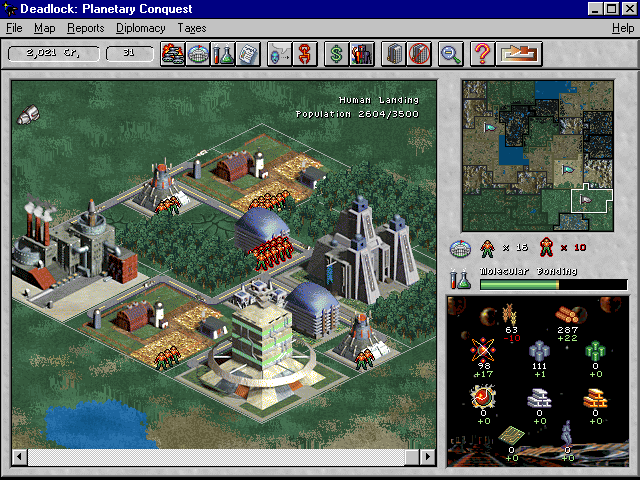 Deadlock: Planetary Conquest
File Map Reports Diplomacy Taxes Help
2,021 Cr. 31
Human Landing
Population 2604/3500
x 16 x 10
Molecular Bonding
63 287
-10 +22
98 111 0
+17 +1 +0
0 0 0
+0 +0 +0
0 0
+0 +0